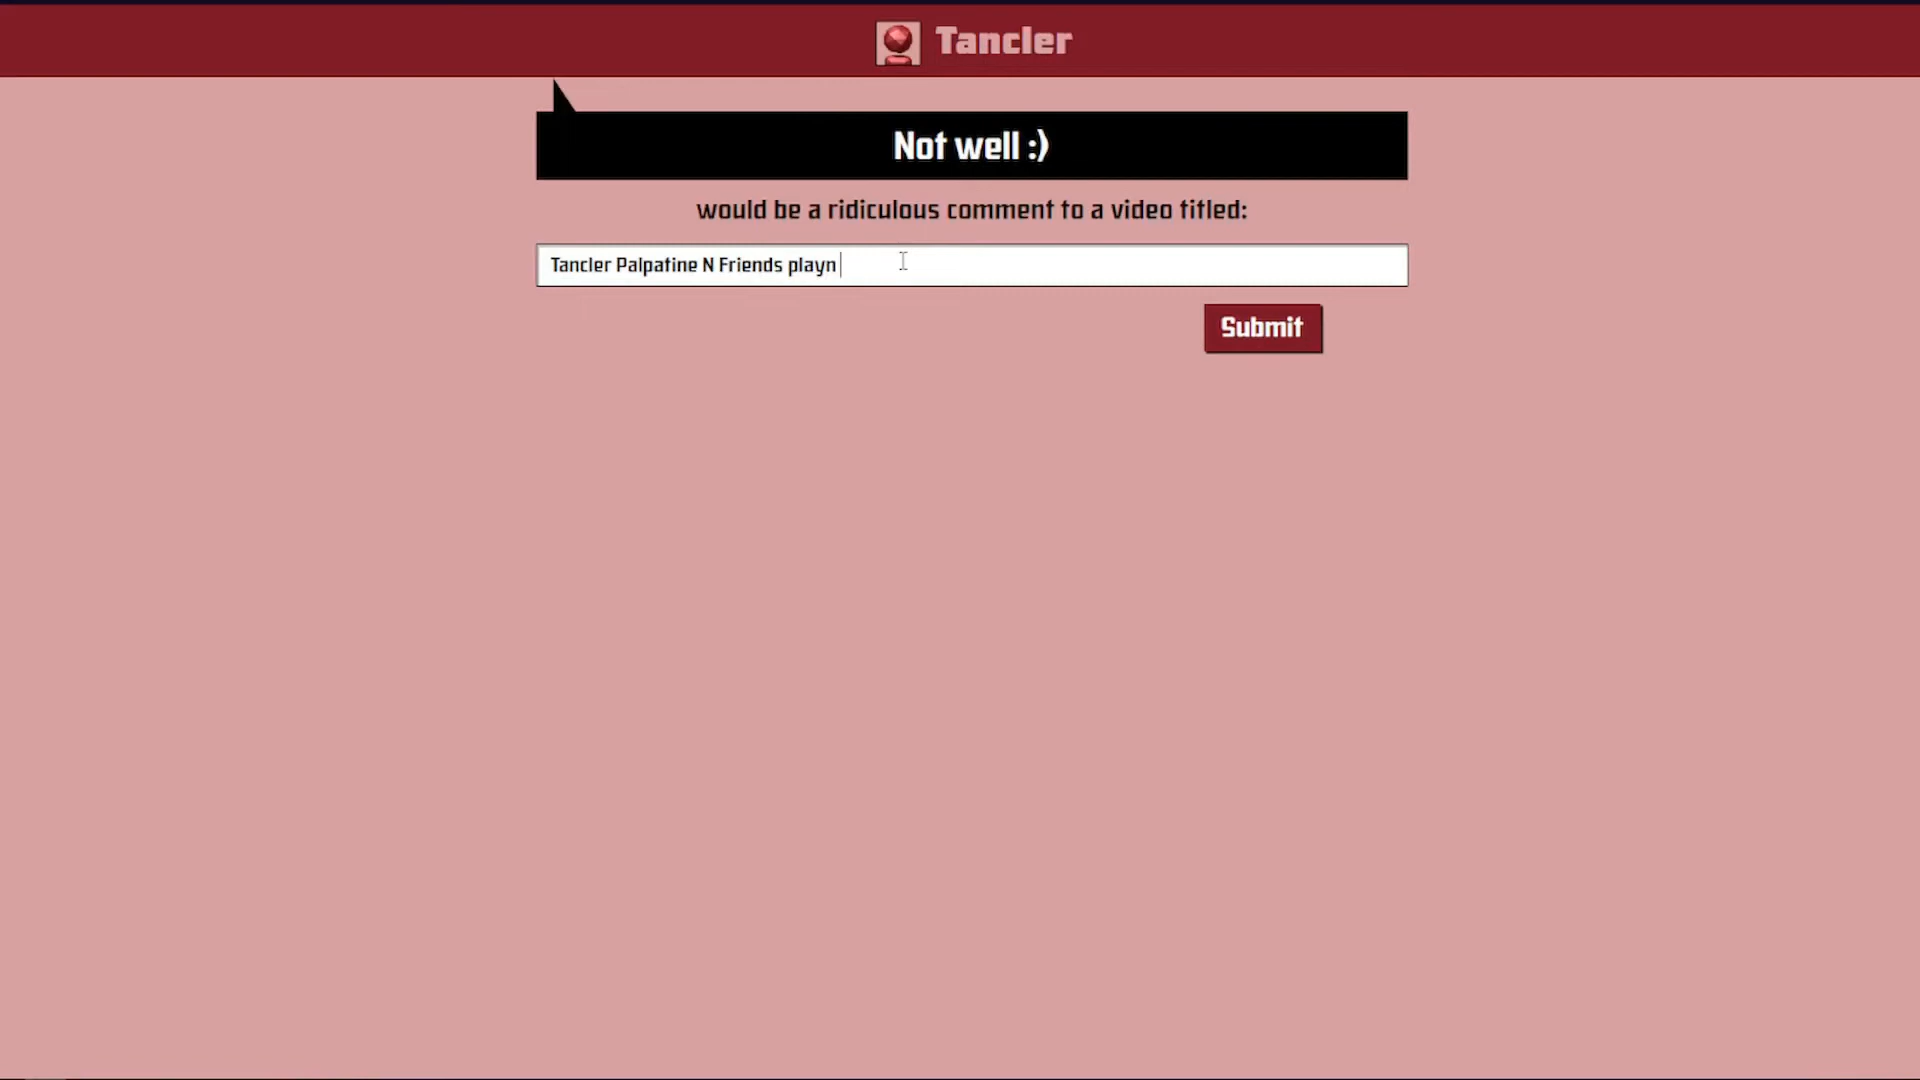 Tancler
Not well :)
would be a ridiculous comment to a video titled:
Tancler Palpatine N Friends playn
Submit